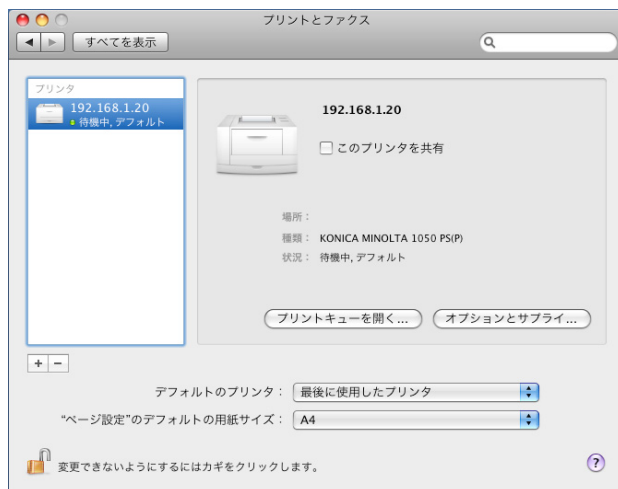 プリントとファクス
すべてを表示
プリンタ
192.168.1.20
待機中, デフォルト
192.168.1.20
このプリンタを共有
場所：
種類： KONICA MINOLTA 1050 PS(P)
状況： 待機中, デフォルト
プリントキューを開く... オプションとサプライ...
+ −
デフォルトのプリンタ： 最後に使用したプリンタ
“ページ設定”のデフォルトの用紙サイズ： A4
変更できないようにするにはカギをクリックします。 ?